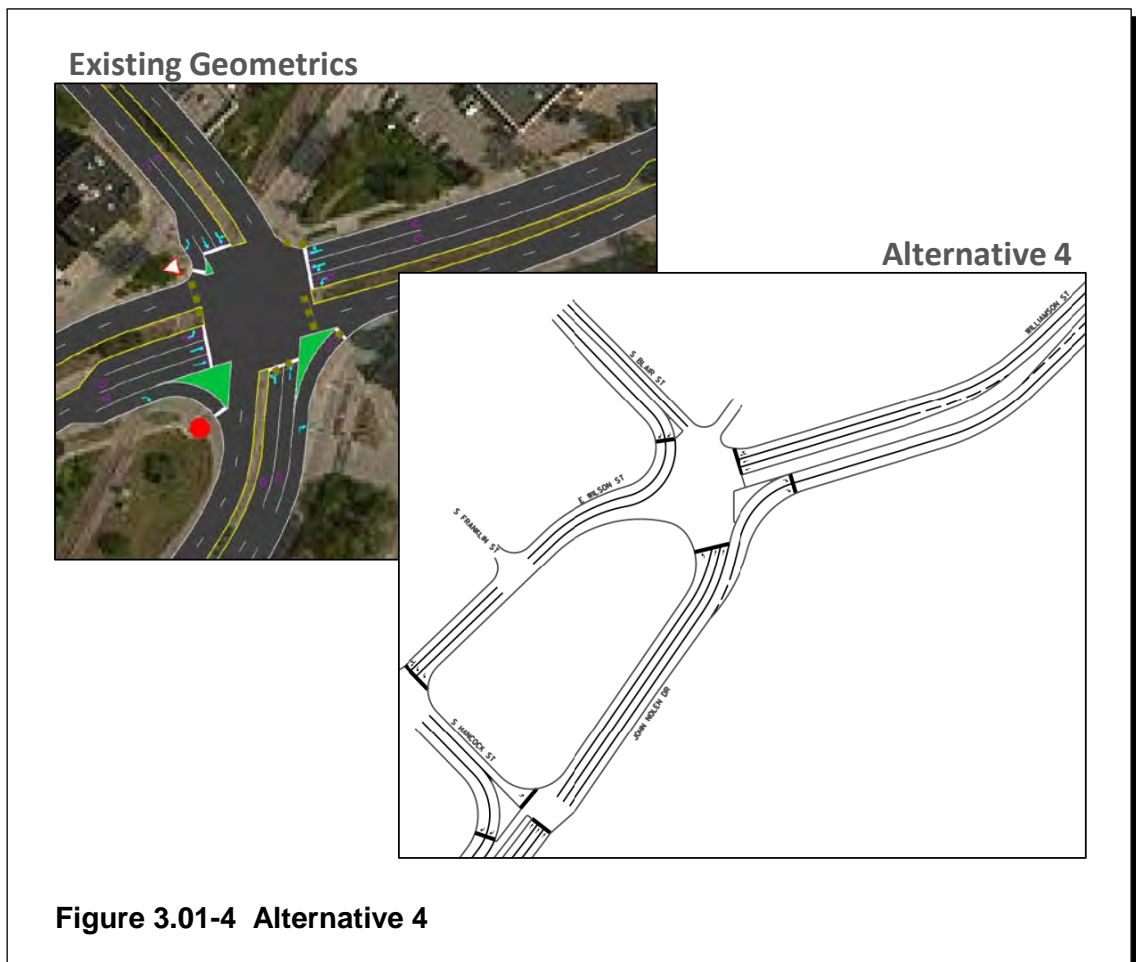 Existing Geometrics
Alternative 4
WILLIAMSON ST
S BLAIR ST
E WILSON ST
S FRANKLIN ST
S HANCOCK ST
JOHN NOLEN DR
Figure 3.01-4 Alternative 4